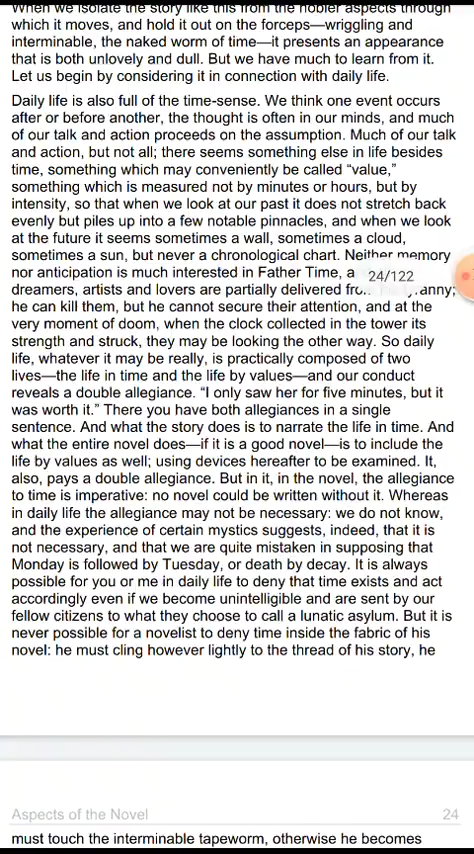 When we isolate the story like this from the nobler aspects through
which it moves, and hold it out on the forceps—wriggling and
interminable, the naked worm of time—it presents an appearance
that is both unlovely and dull. But we have much to learn from it.
Let us begin by considering it in connection with daily life.
Daily life is also full of the time-sense. We think one event occurs
after or before another, the thought is often in our minds, and much
of our talk and action proceeds on the assumption. Much of our talk
and action, but not all; there seems something else in life besides
time, something which may conveniently be called “value,”
something which is measured not by minutes or hours, but by
intensity, so that when we look at our past it does not stretch back
evenly but piles up into a few notable pinnacles, and when we look
at the future it seems sometimes a wall, sometimes a cloud,
sometimes a sun, but never a chronological chart. Neither memory
nor anticipation is much interested in Father Time, a
24/122
dreamers, artists and lovers are partially delivered tyranny;
he can kill them, but he cannot secure their attention, and at the
very moment of doom, when the clock collected in the tower its
strength and struck, they may be looking the other way. So daily
life, whatever it may be really, is practically composed of two
lives—the life in time and the life by values—and our conduct
reveals a double allegiance. “I only saw her for five minutes, but it
was worth it.” There you have both allegiances in a single
sentence. And what the story does is to narrate the life in time. And
what the entire novel does—if it is a good novel—is to include the
life by values as well; using devices hereafter to be examined. It,
also, pays a double allegiance. But in it, in the novel, the allegiance
to time is imperative: no novel could be written without it. Whereas
in daily life the allegiance may not be necessary: we do not know,
and the experience of certain mystics suggests, indeed, that it is
not necessary, and that we are quite mistaken in supposing that
Monday is followed by Tuesday, or death by decay. It is always
possible for you or me in daily life to deny that time exists and act
accordingly even if we become unintelligible and are sent by our
fellow citizens to what they choose to call a lunatic asylum. But it is
never possible for a novelist to deny time inside the fabric of his
novel: he must cling however lightly to the thread of his story, he
Aspects of the Novel 24
must touch the interminable tapeworm, otherwise he becomes